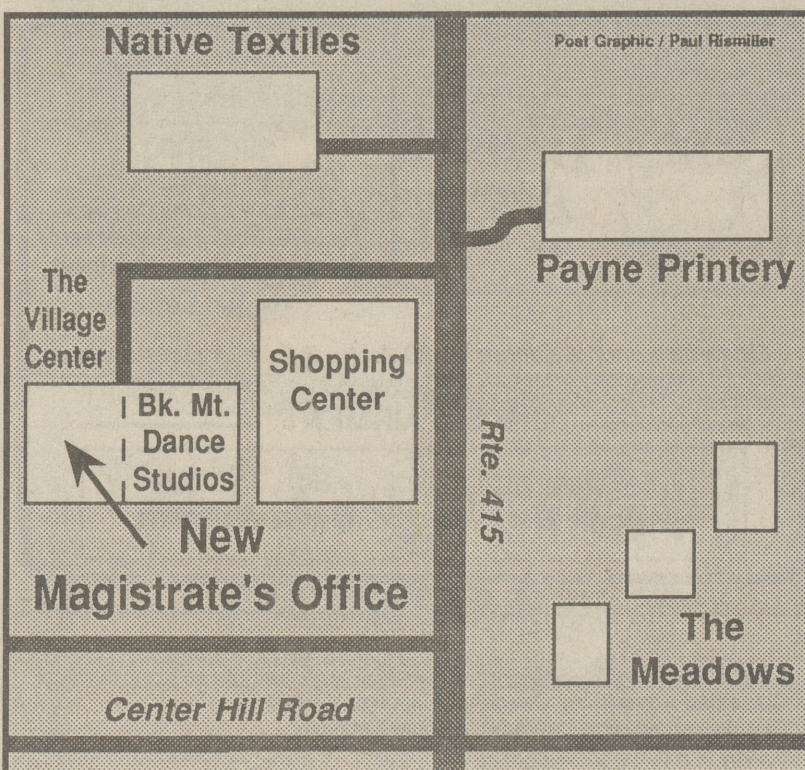 Native Textiles
Post Graphic / Paul Rismiller
Payne Printery
The
Village
Center
Shopping
Center
Bk. Mt.
Dance
Studios
Rte. 415
New
Magistrate's Office
The
Meadows
Center Hill Road